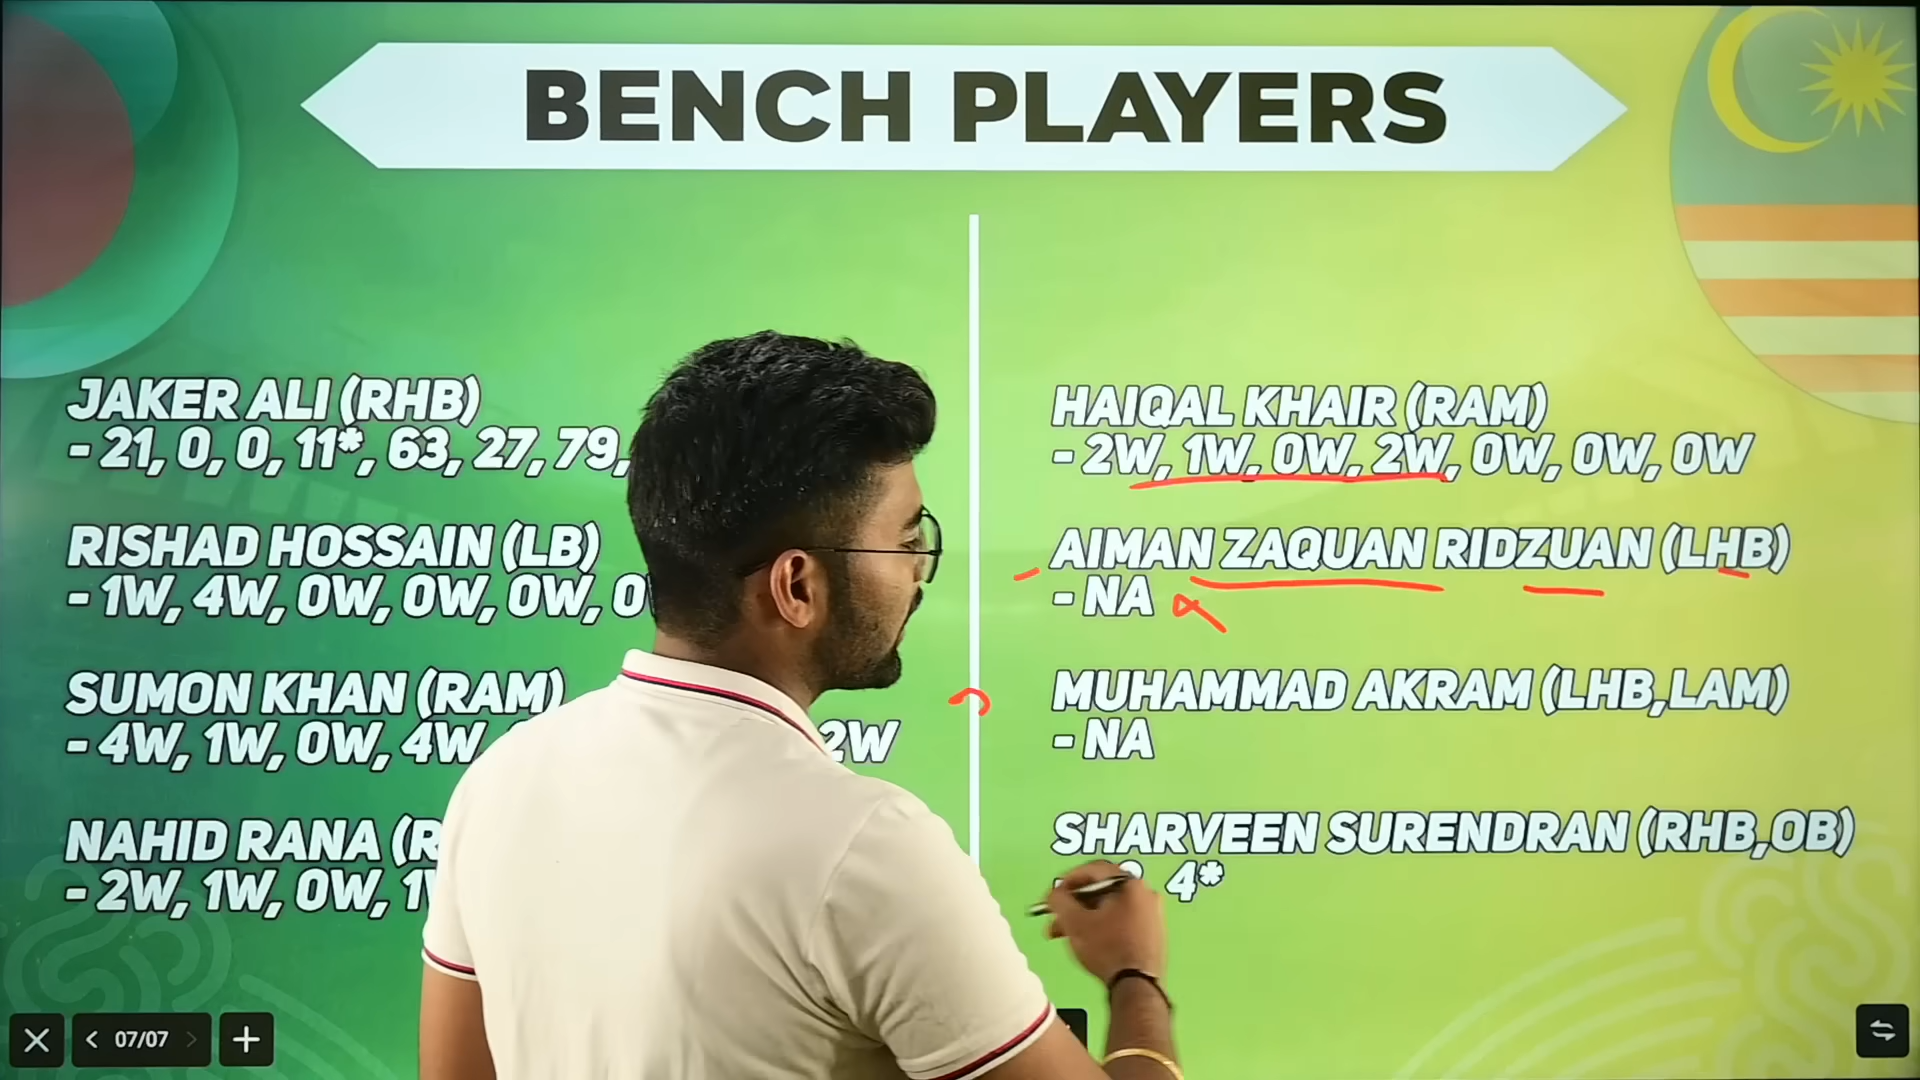 BENCH PLAYERS
JAKER ALI (RHB)
- 21, 0, 0, 11*, 63, 27, 79,
RISHAD HOSSAIN (LB)
- 1W, 4W, 0W, 0W, 0W,
SUMON KHAN (RAM)
- 4W, 1W, 0W, 4W, 2W
NAHID RANA
- 2W, 1W, 0W,
HAIQAL KHAIR (RAM)
- 2W, 1W, 0W, 2W, 0W, 0W, 0W
AIMAN ZAQUAN RIDZUAN (LHB)
- NA
MUHAMMAD AKRAM (LHB,LAM)
- NA
SHARVEEN SURENDRAN (RHB,OB)
4*
07/07